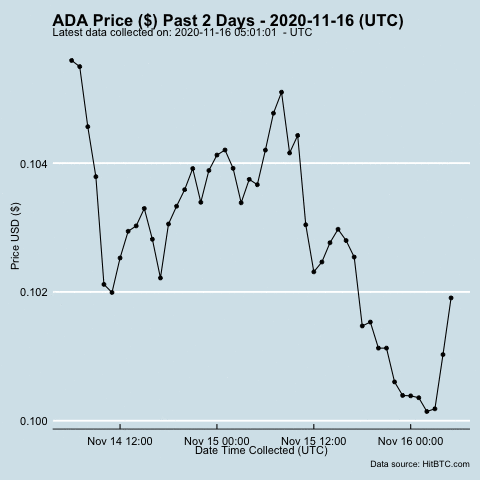 ADA Price ($) Past 2 Days - 2020-11-16 (UTC)
Latest data collected on: 2020-11-16 05:01:01 - UTC
Price USD ($)
0.104
0.102
0.100
Nov 14 12:00 Nov 15 00:00 Nov 15 12:00 Nov 16 00:00
Date Time Collected (UTC)
Data source: HitBTC.com